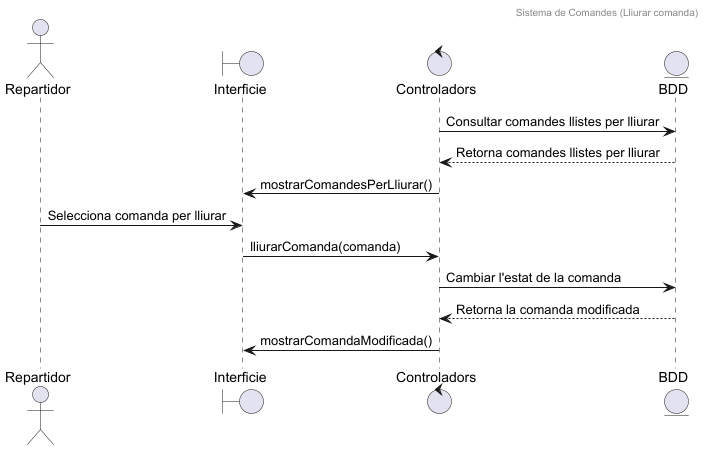 Sistema de Comandes (Lliurar comanda)
Repartidor
Interficie
Controladors
BDD
Consultar comandes llistes per lliurar
Retorna comandes llistes per lliurar
mostrarComandesPerLliurar()
Selecciona comanda per lliurar
lliurarComanda(comanda)
Cambiar l'estat de la comanda
Retorna la comanda modificada
mostrarComandaModificada()
Repartidor
Interficie
Controladors
BDD